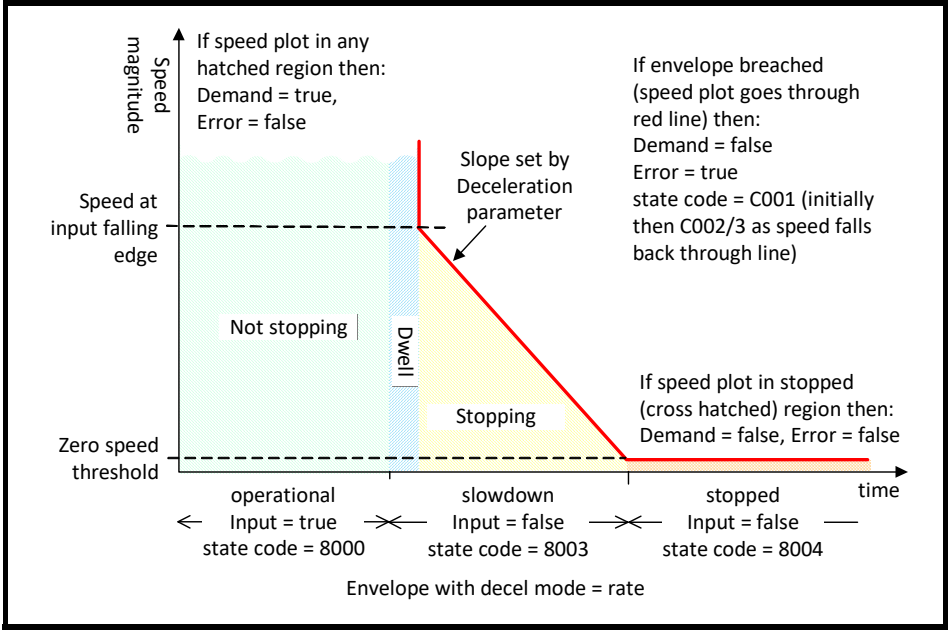 Speed
magnitude
If speed plot in any
hatched region then:
Demand = true,
Error = false
If envelope breached
(speed plot goes through
red line) then:
Demand = false
Error = true
state code = C001 (initially
then C002/3 as speed falls
back through line)
Slope set by
Deceleration
parameter
Speed at
input falling
edge
Not stopping
Dwell
Stopping
If speed plot in stopped
(cross hatched) region then:
Demand = false, Error = false
Zero speed
threshold
time
operational
Input = true
state code = 8000
slowdown
Input = false
state code = 8003
stopped
Input = false
state code = 8004
Envelope with decel mode = rate